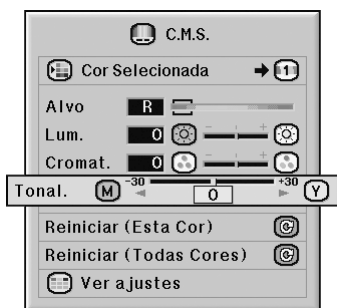 C.M.S.
Cor Selecionada 1
Alvo R
Lum. 0 - +
Cromat. 0 - +
Tonal. M -30 0 +30 Y
Reiniciar (Esta Cor)
Reiniciar (Todas Cores)
Ver ajustes